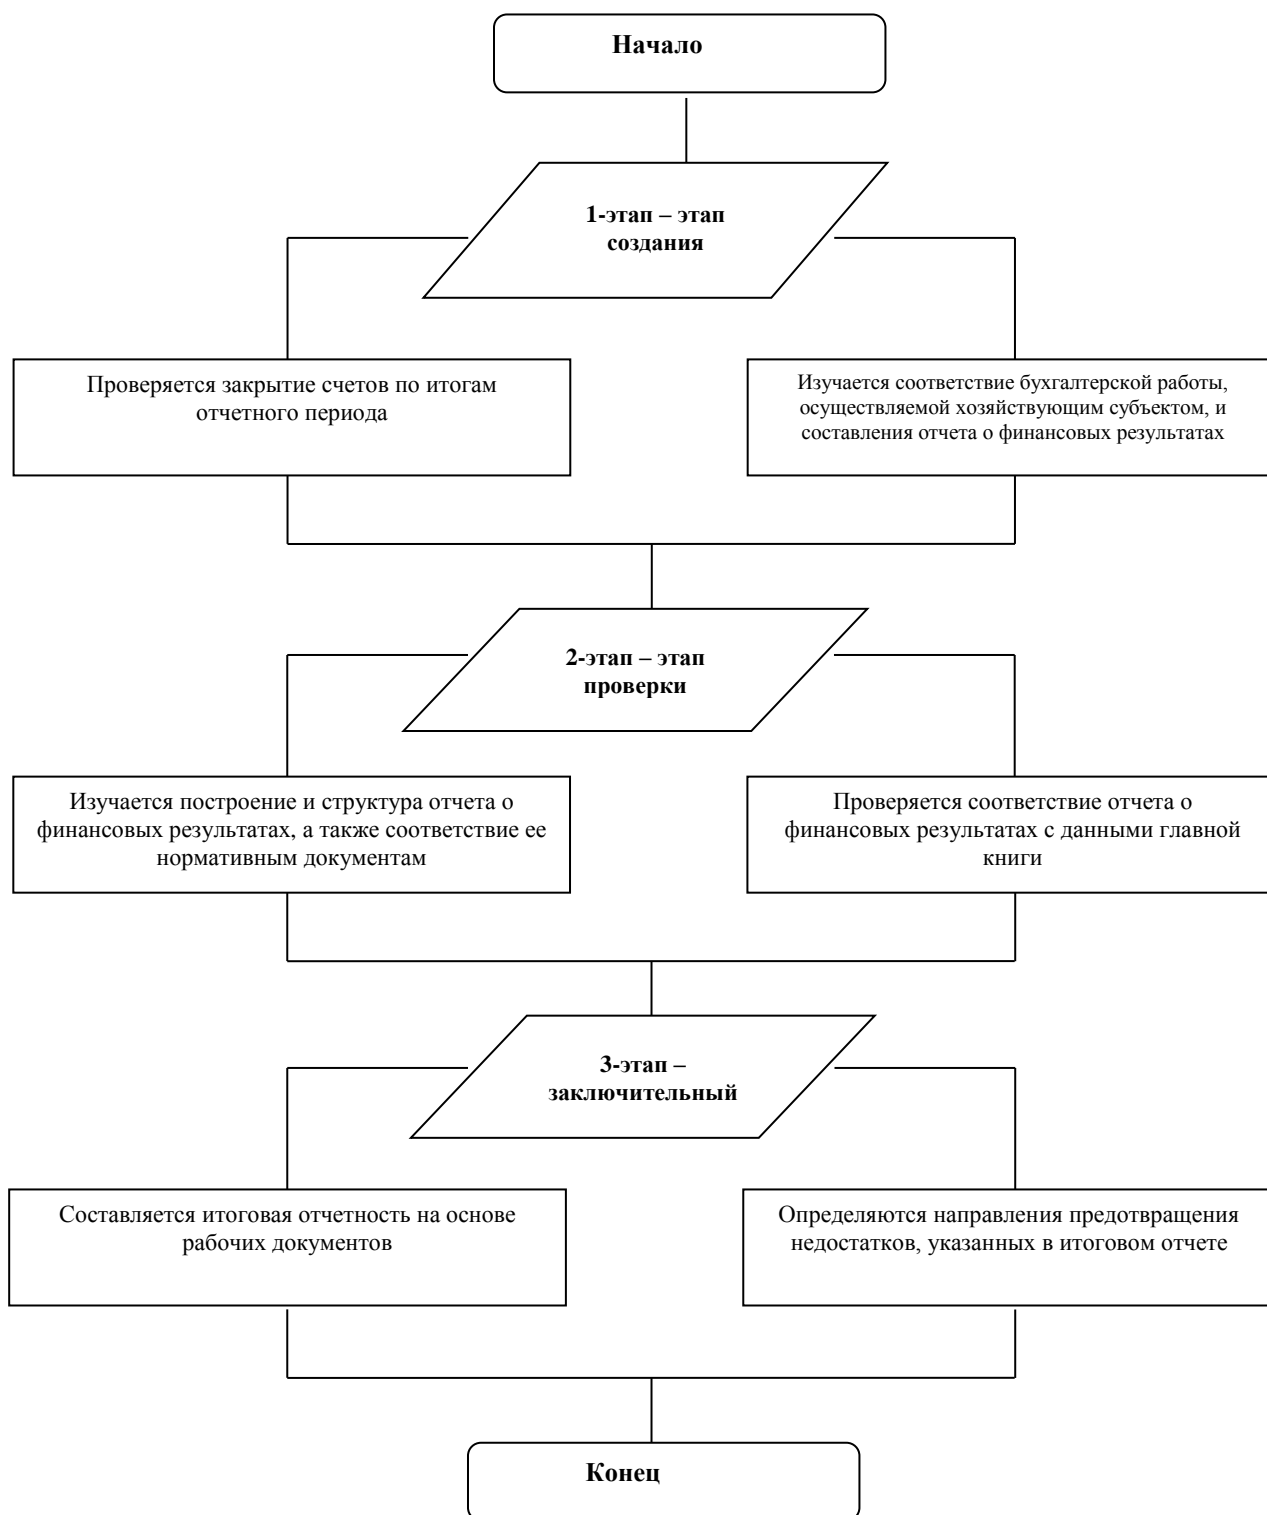 Начало
1-этап – этап
создания
Проверяется закрытие счетов по итогам
отчетного периода
Изучается соответствие бухгалтерской работы,
осуществляемой хозяйствующим субъектом, и
составления отчета о финансовых результатах
2-этап – этап
проверки
Изучается построение и структура отчета о
финансовых результатах, а также соответствие ее
нормативным документам
Проверяется соответствие отчета о
финансовых результатах с данными главной
книги
3-этап –
заключительный
Составляется итоговая отчетность на основе
рабочих документов
Определяются направления предотвращения
недостатков, указанных в итоговом отчете
Конец